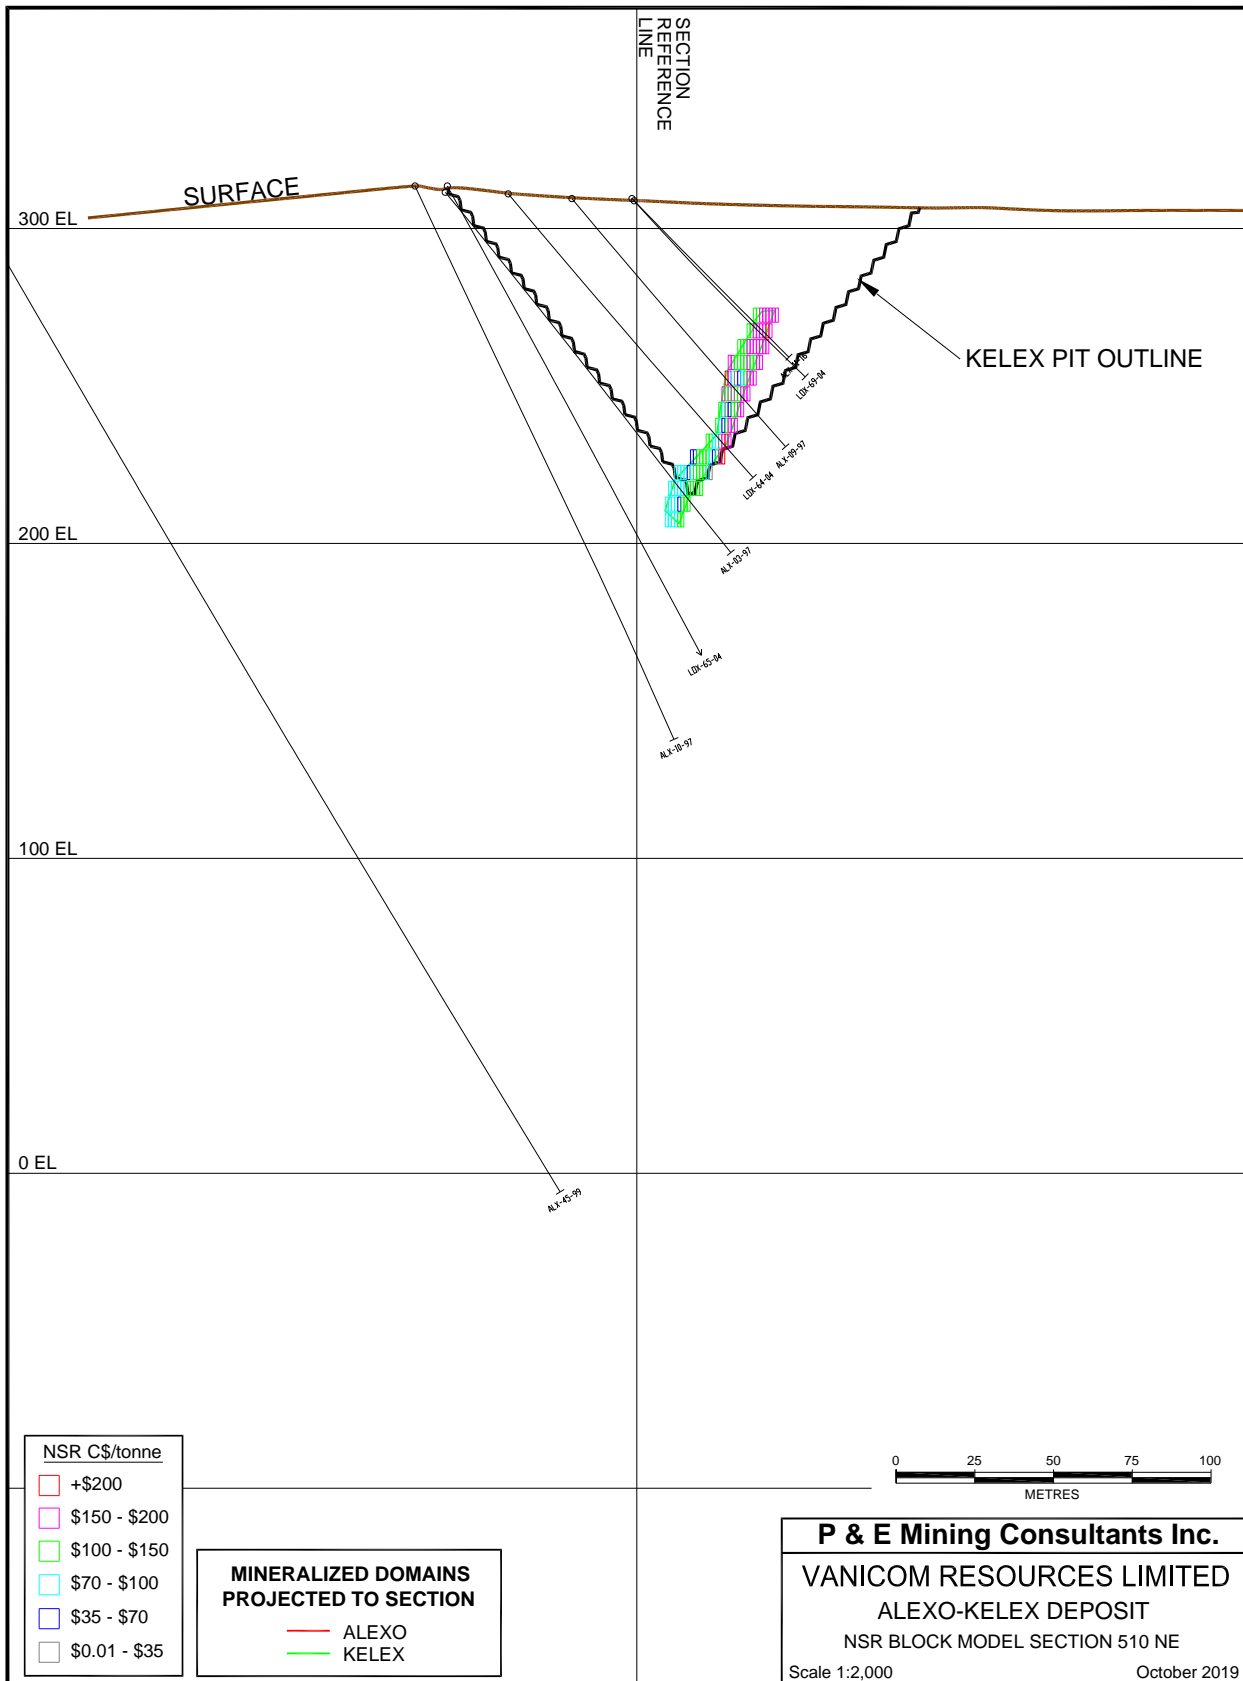 SECTION
REFERENCE
LINE
SURFACE
300 EL
KELEX PIT OUTLINE
LOX-69-04
ALX-09-97
LOX-64-04
200 EL
ALX-03-97
LOX-65-04
ALX-10-97
100 EL
0 EL
ALX-45-99
NSR C$/tonne
+$200
$150 - $200
$100 - $150
$70 - $100
$35 - $70
$0.01 - $35
MINERALIZED DOMAINS
PROJECTED TO SECTION
ALEXO
KELEX
0 25 50 75 100
METRES
P & E Mining Consultants Inc.
VANICOM RESOURCES LIMITED
ALEXO-KELEX DEPOSIT
NSR BLOCK MODEL SECTION 510 NE
Scale 1:2,000 October 2019